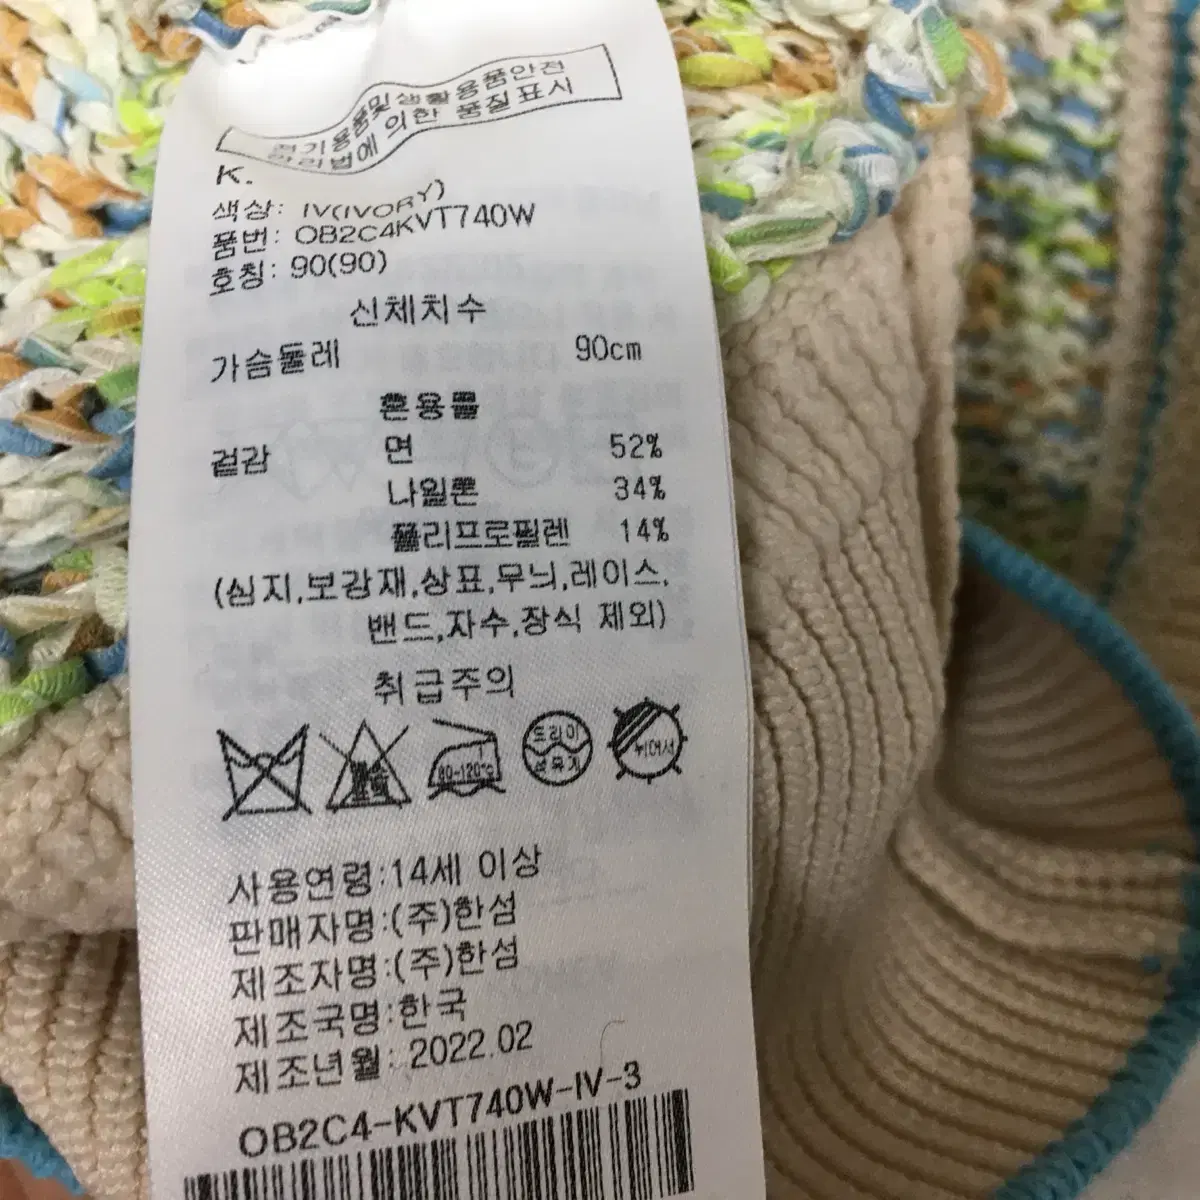 전기용품및생활용품안전
관리법에 의한 품질표시
K.
색상: IV(IVORY)
품번: OB2C4KVT740W
호칭: 90(90)
신체치수
가슴둘레 90cm
혼용률
겉감 면 52%
나일론 34%
폴리프로필렌 14%
(심지,보강재,상표,무늬,레이스,
밴드,자수,장식 제외)
취급주의
80-120℃
드라이
석유계
뉘어서
사용연령:14세 이상
판매자명:(주)한섬
제조자명:(주)한섬
제조국명:한국
제조년월: 2022.02
OB2C4-KVT740W-IV-3